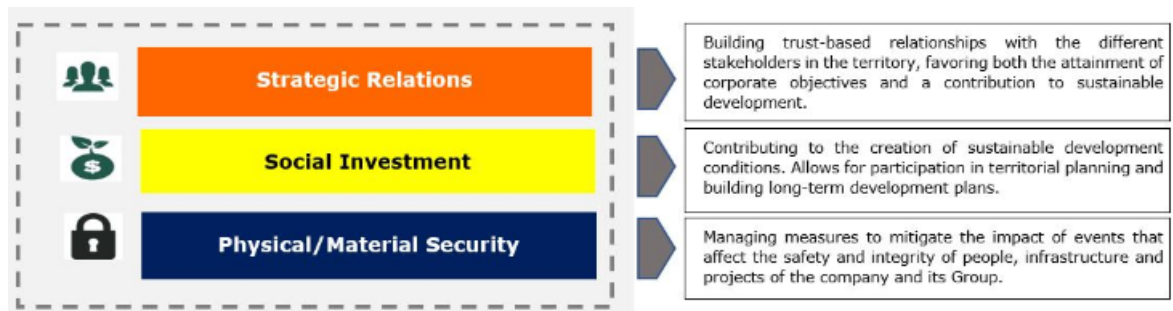 Strategic Relations
Building trust-based relationships with the different
stakeholders in the territory, favoring both the attainment of
corporate objectives and a contribution to sustainable
development.
Social Investment
Contributing to the creation of sustainable development
conditions. Allows for participation in territorial planning and
building long-term development plans.
Physical/Material Security
Managing measures to mitigate the impact of events that
affect the safety and integrity of people, infrastructure and
projects of the company and its Group.
$